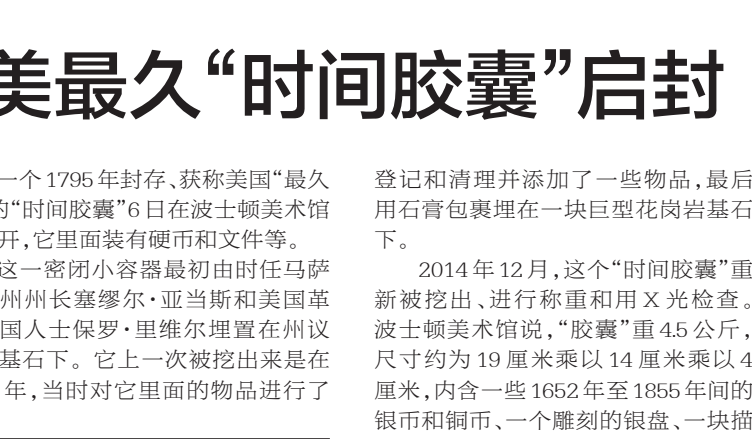 美最久“时间胶囊”启封
一个1795年封存、获称美国“最久
的“时间胶囊”6日在波士顿美术馆
开，它里面装有硬币和文件等。
这一密闭小容器最初由时任马萨
州州长塞缪尔·亚当斯和美国革
国人士保罗·里维尔埋置在州议
基石下。它上一次被挖出来是在
年，当时对它里面的物品进行了
登记和清理并添加了一些物品，最后
用石膏包裹埋在一块巨型花岗岩基石
下。
2014年12月，这个“时间胶囊”重
新被挖出、进行称重和用X光检查。
波士顿美术馆说，“胶囊”重4.5公斤，
尺寸约为19厘米乘以14厘米乘以4
厘米，内含一些1652年至1855年间的
银币和铜币、一个雕刻的银盘、一块描